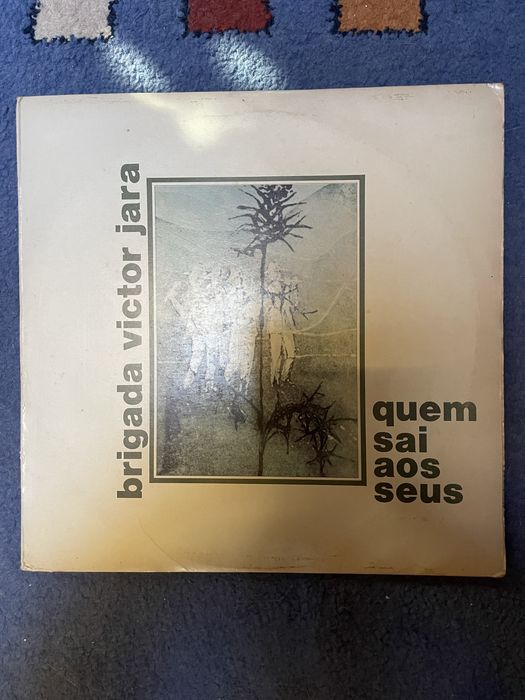 brigada victor jara
quem
sai
aos
seus